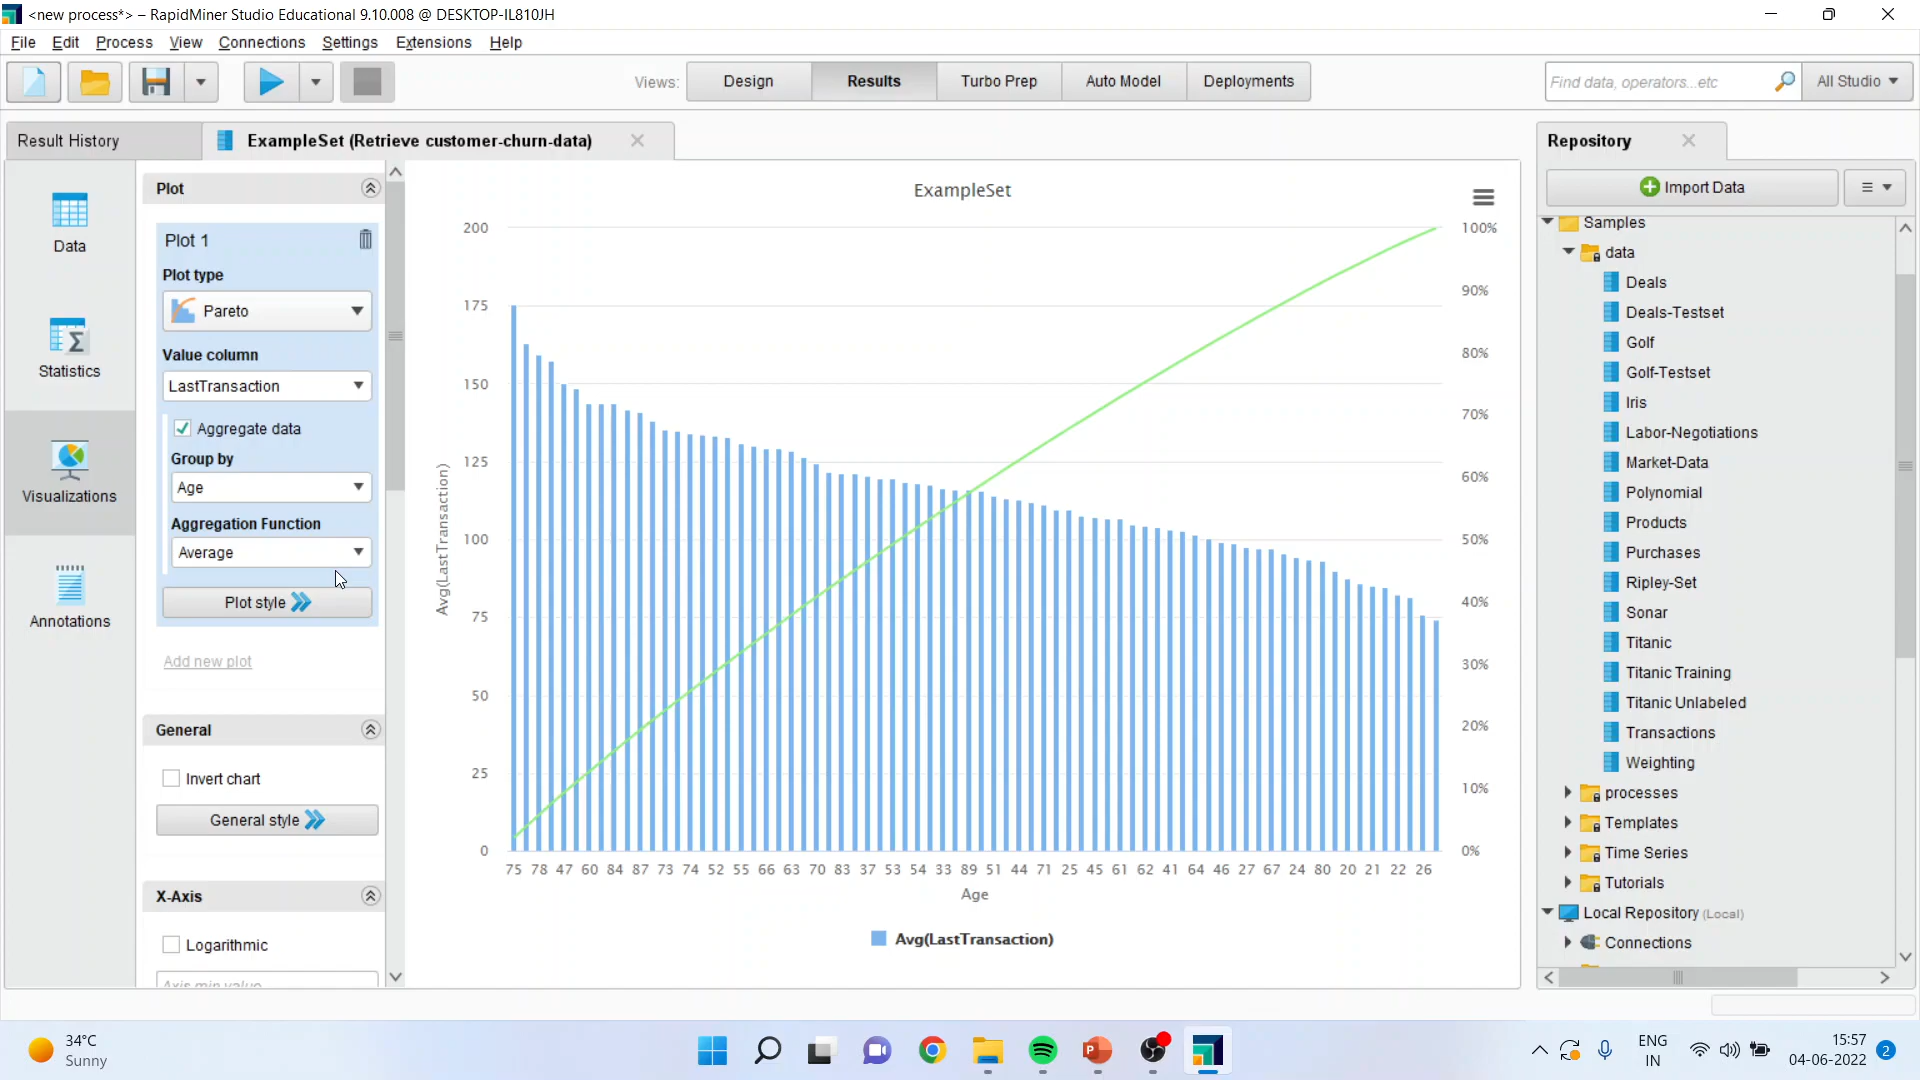 <new process*> – RapidMiner Studio Educational 9.10.008 @ DESKTOP-IL810JH
File Edit Process View Connections Settings Extensions Help
Views: Design Results Turbo Prep Auto Model Deployments
Find data, operators...etc
All Studio
Result History
ExampleSet (Retrieve customer-churn-data)
Data
Statistics
Visualizations
Annotations
Plot
Plot 1
Plot type
Pareto
Value column
LastTransaction
Aggregate data
Group by
Age
Aggregation Function
Average
Plot style
Add new plot
General
Invert chart
General style
X-Axis
Logarithmic
Axis min value
ExampleSet
200
175
150
125
100
75
50
25
0
Avg(LastTransaction)
100%
90%
80%
70%
60%
50%
40%
30%
20%
10%
0%
75 78 47 60 84 87 73 74 52 55 66 63 70 83 37 53 54 33 89 51 44 71 25 45 61 62 41 64 46 27 67 24 80 20 21 22 26
Age
Avg(LastTransaction)
Repository
Import Data
Samples
data
Deals
Deals-Testset
Golf
Golf-Testset
Iris
Labor-Negotiations
Market-Data
Polynomial
Products
Purchases
Ripley-Set
Sonar
Titanic
Titanic Training
Titanic Unlabeled
Transactions
Weighting
processes
Templates
Time Series
Tutorials
Local Repository (Local)
Connections
34°C
Sunny
ENG
IN
15:57
04-06-2022
2